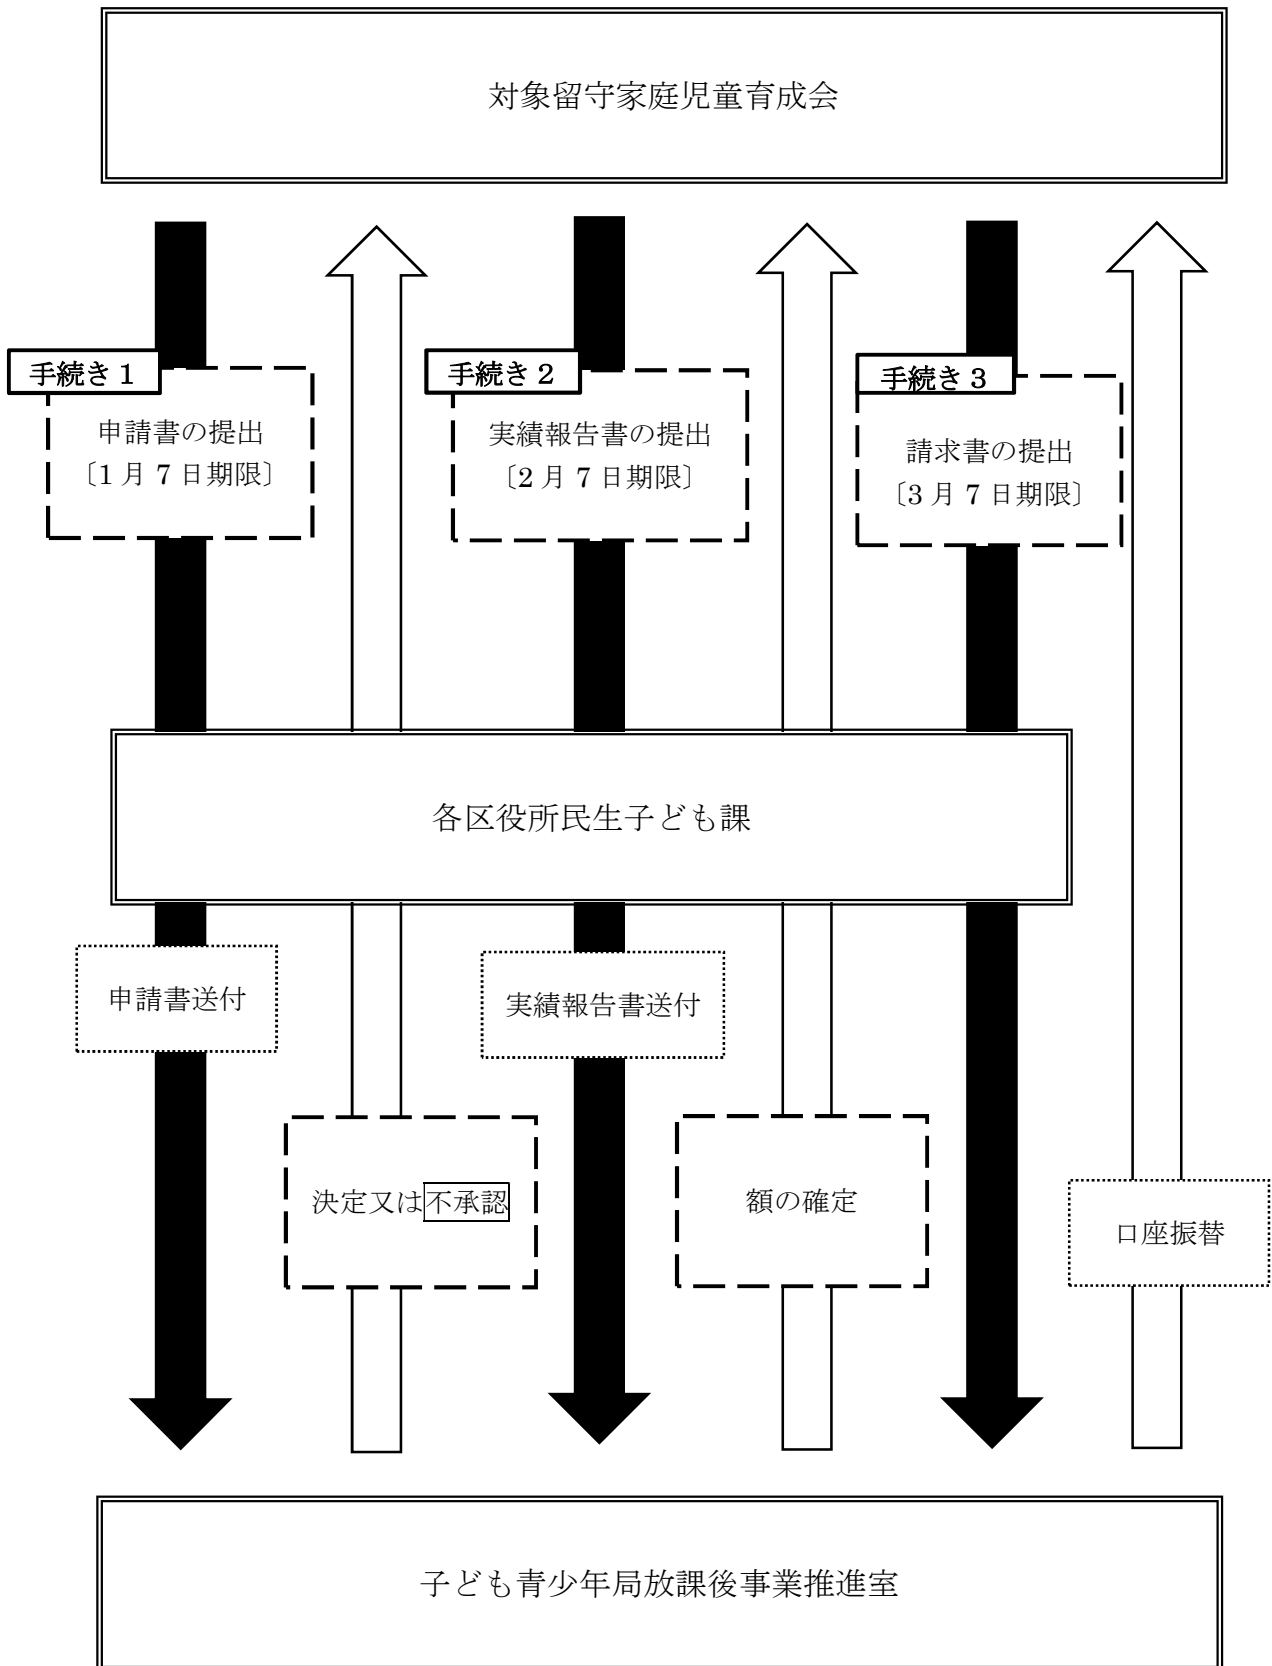 対象留守家庭児童育成会
手続き1
申請書の提出
〔1月7日期限〕
手続き2
実績報告書の提出
〔2月7日期限〕
手続き3
請求書の提出
〔3月7日期限〕
各区役所民生子ども課
申請書送付
実績報告書送付
決定又は不承認
額の確定
口座振替
子ども青少年局放課後事業推進室